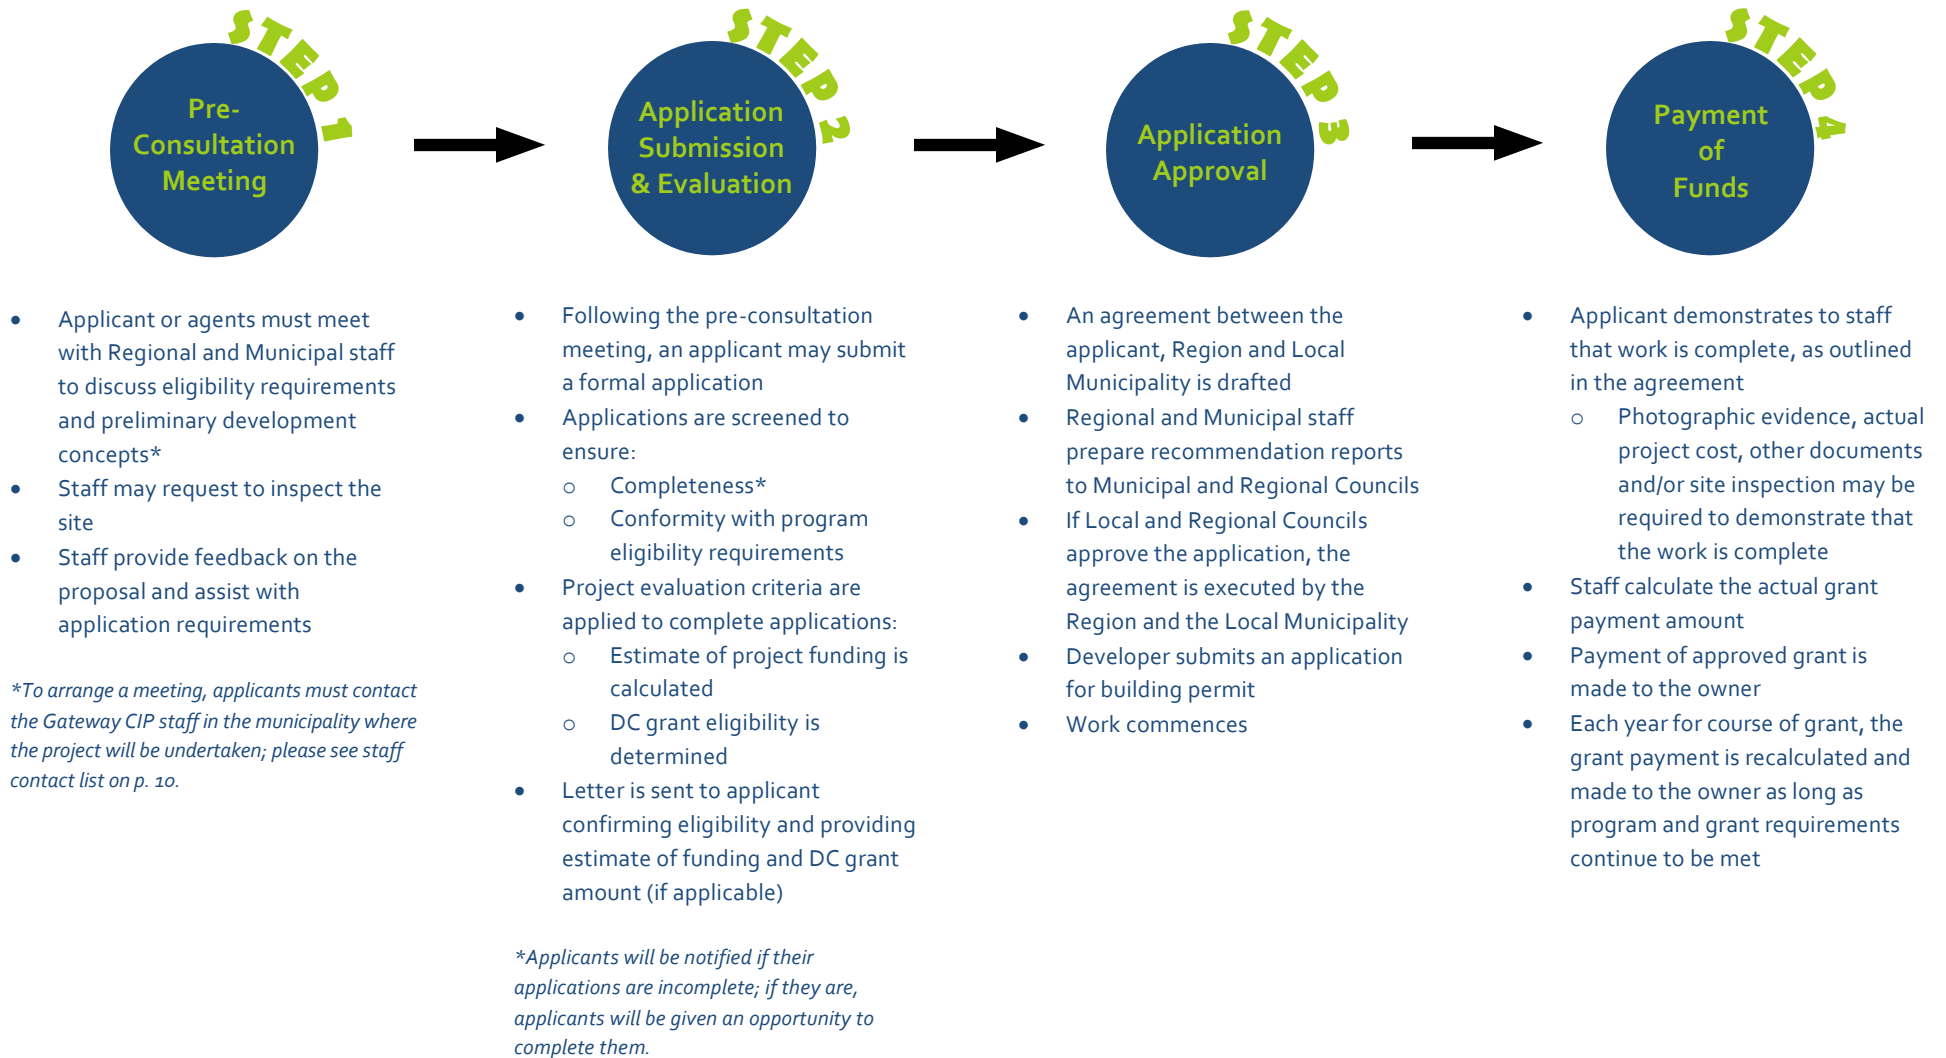 STEP 1
Pre-
Consultation
Meeting
• Applicant or agents must meet
with Regional and Municipal staff
to discuss eligibility requirements
and preliminary development
concepts*
• Staff may request to inspect the
site
• Staff provide feedback on the
proposal and assist with
application requirements
*To arrange a meeting, applicants must contact
the Gateway CIP staff in the municipality where
the project will be undertaken; please see staff
contact list on p. 10.
STEP 2
Application
Submission
& Evaluation
• Following the pre-consultation
meeting, an applicant may submit
a formal application
• Applications are screened to
ensure:
o Completeness*
o Conformity with program
eligibility requirements
• Project evaluation criteria are
applied to complete applications:
o Estimate of project funding is
calculated
o DC grant eligibility is
determined
• Letter is sent to applicant
confirming eligibility and providing
estimate of funding and DC grant
amount (if applicable)
*Applicants will be notified if their
applications are incomplete; if they are,
applicants will be given an opportunity to
complete them.
STEP 3
Application
Approval
• An agreement between the
applicant, Region and Local
Municipality is drafted
• Regional and Municipal staff
prepare recommendation reports
to Municipal and Regional Councils
• If Local and Regional Councils
approve the application, the
agreement is executed by the
Region and the Local Municipality
• Developer submits an application
for building permit
• Work commences
STEP 4
Payment
of
Funds
• Applicant demonstrates to staff
that work is complete, as outlined
in the agreement
o Photographic evidence, actual
project cost, other documents
and/or site inspection may be
required to demonstrate that
the work is complete
• Staff calculate the actual grant
payment amount
• Payment of approved grant is
made to the owner
• Each year for course of grant, the
grant payment is recalculated and
made to the owner as long as
program and grant requirements
continue to be met